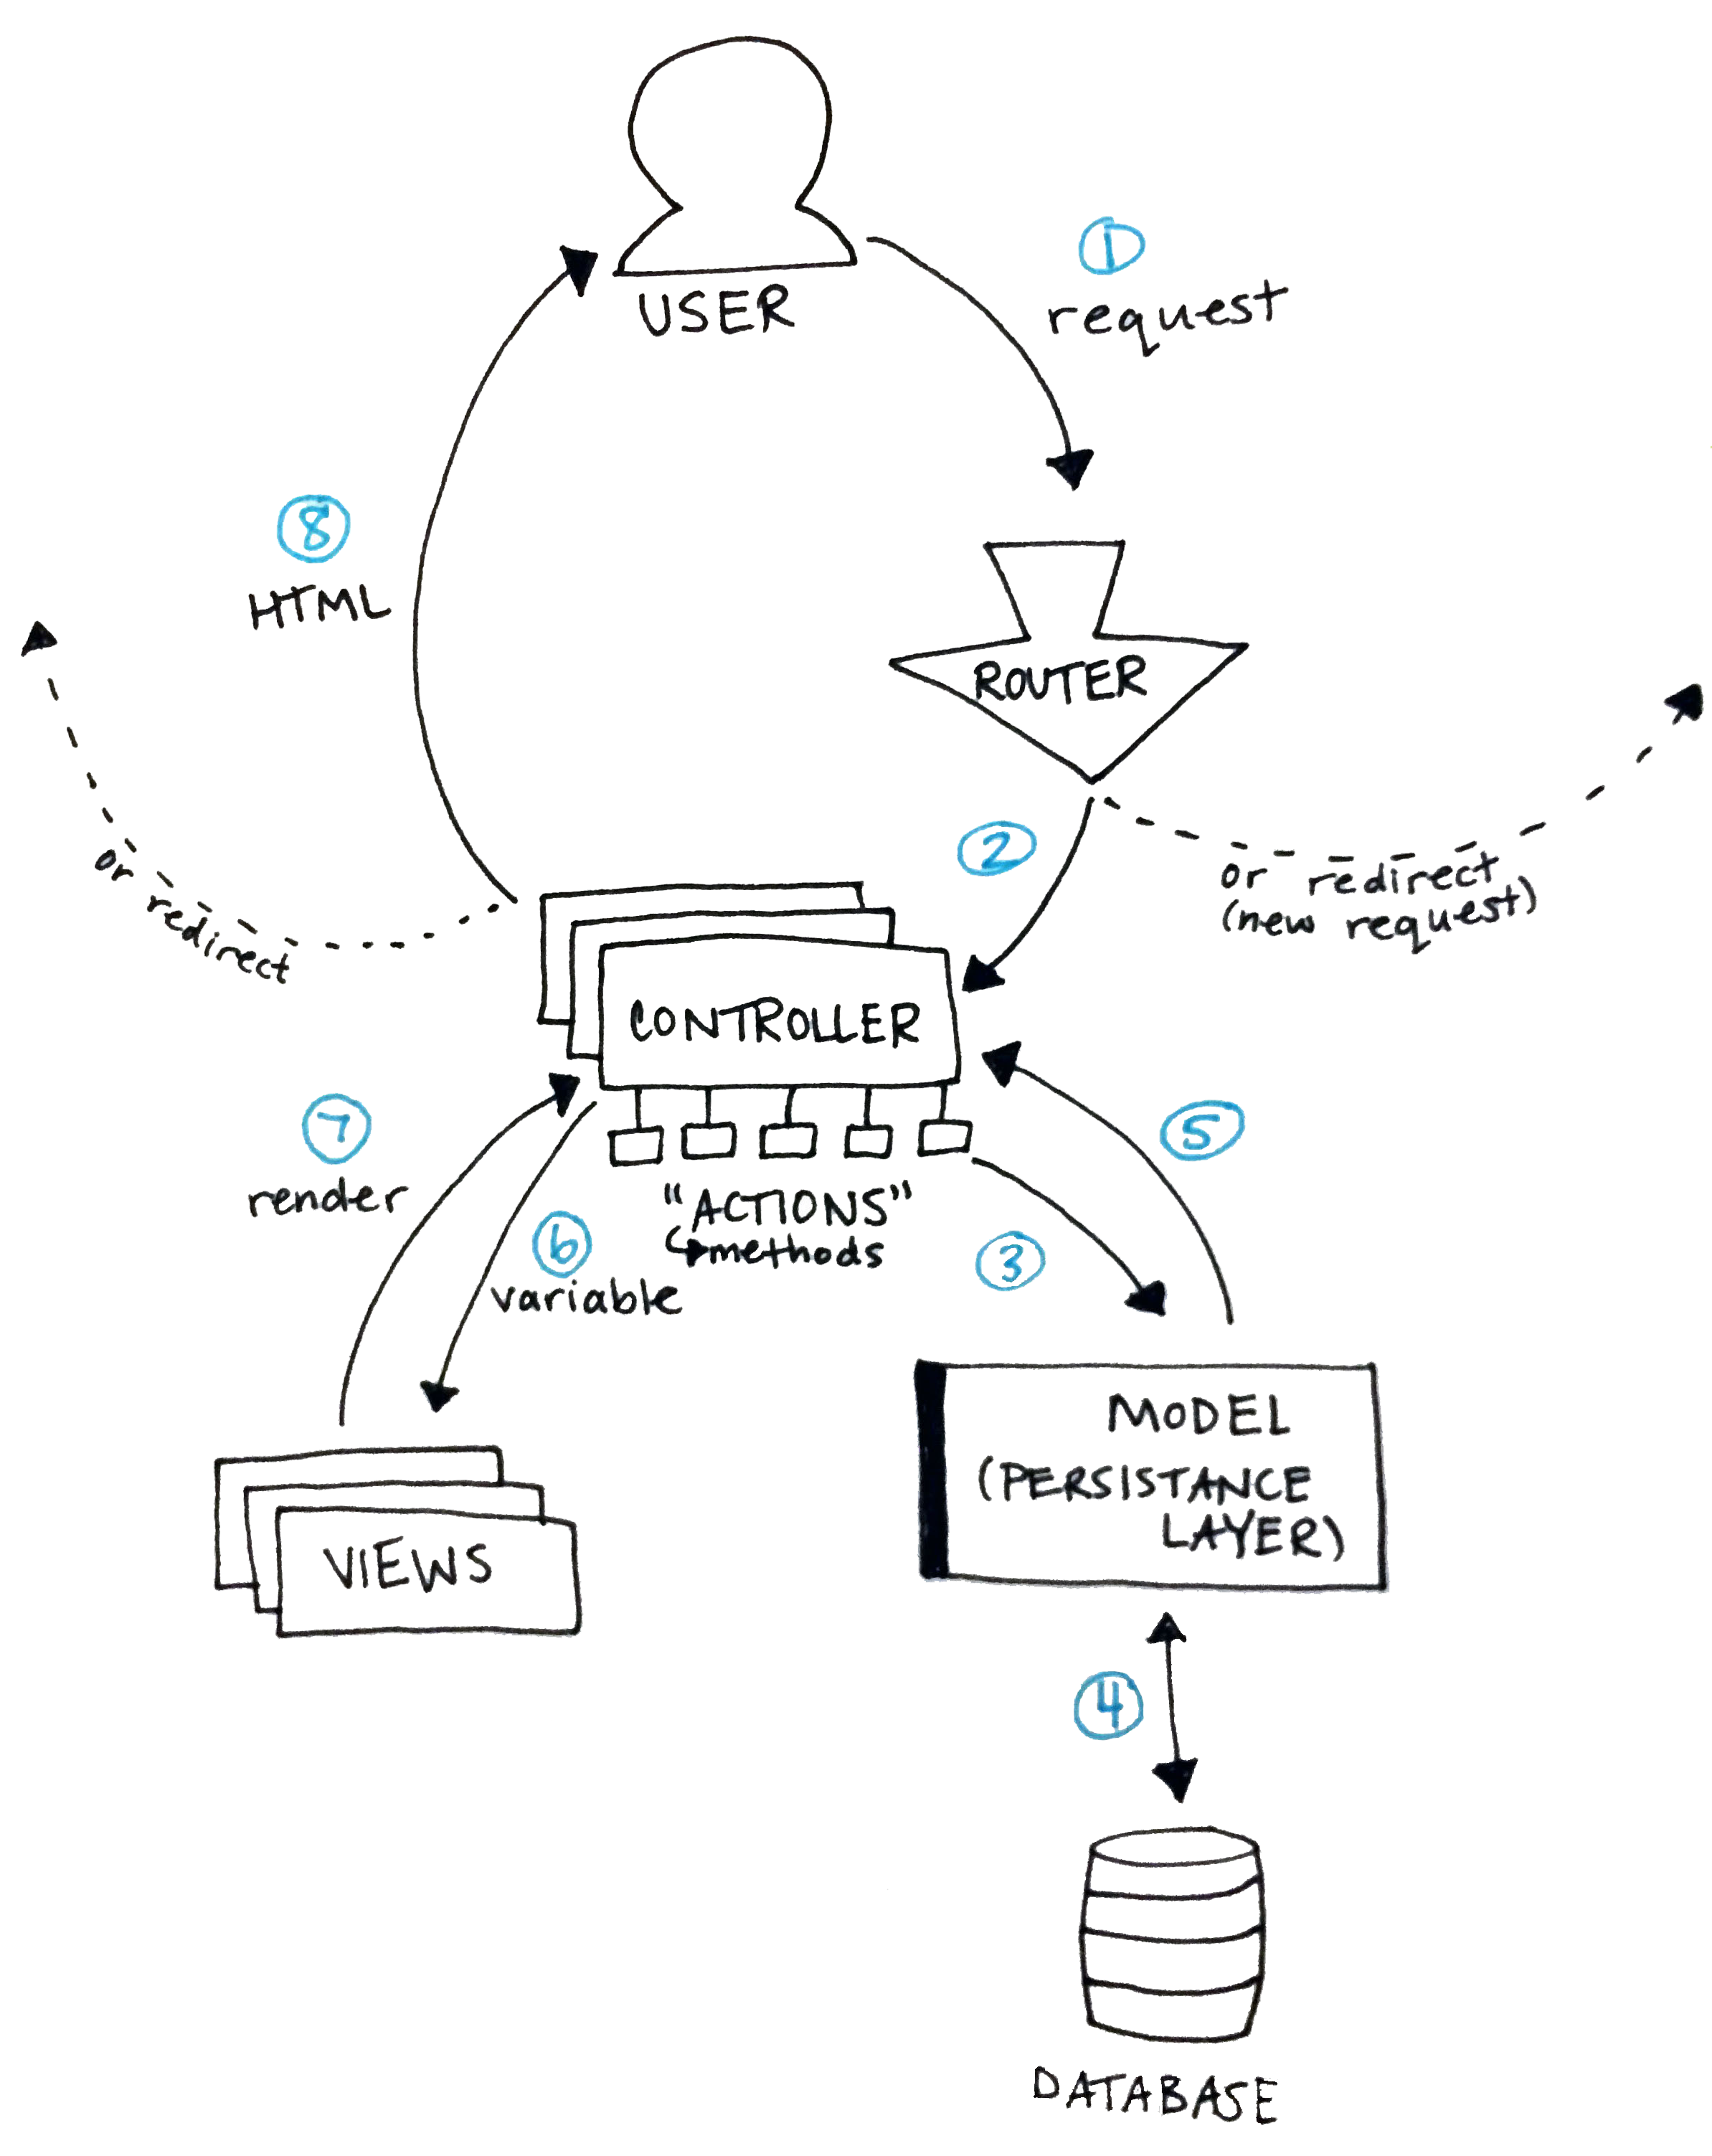 USER
1
request
8
HTML
ROUTER
2
or redirect
(new request)
or redirect
CONTROLLER
7
render
5
"ACTIONS"
methods
6
variable
3
MODEL
(PERSISTANCE
LAYER)
VIEWS
4
DATABASE